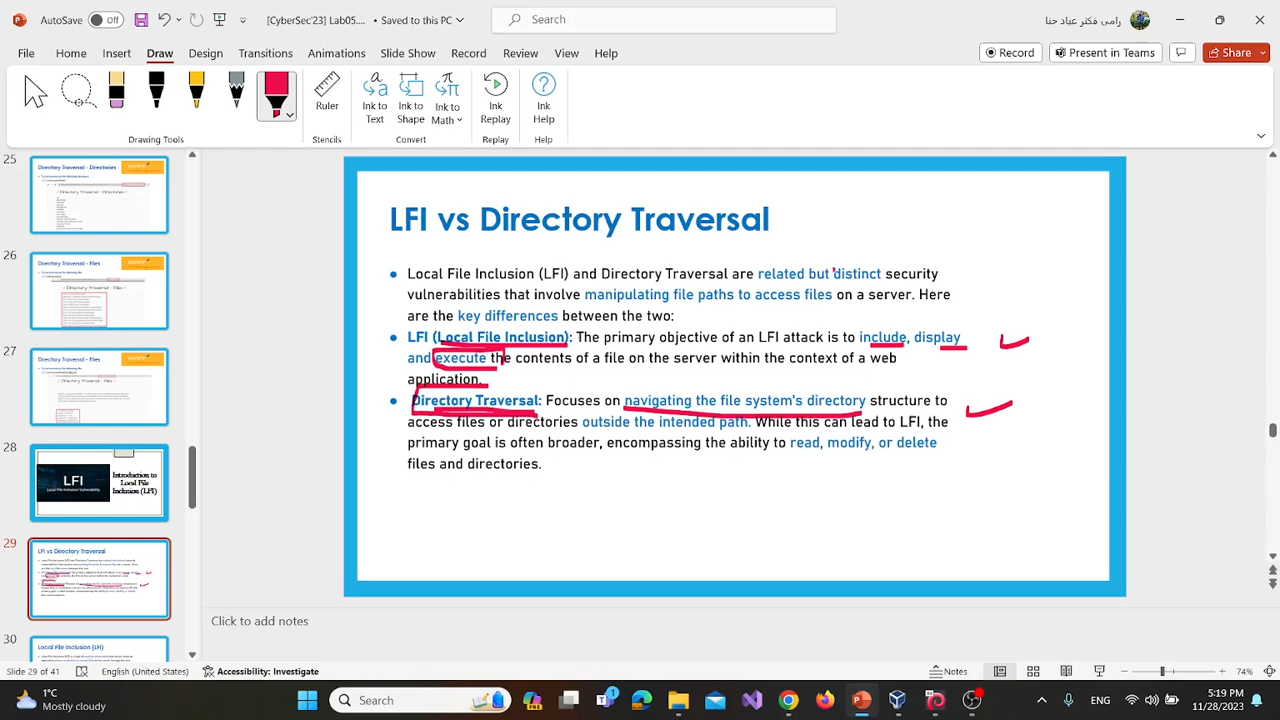 AutoSave Off [CyberSec'23] Lab05.... • Saved to this PC Search رامى فكتر عياد حنا
File Home Insert Draw Design Transitions Animations Slide Show Record Review View Help Record Present in Teams Share
Ruler Ink to Text Ink to Shape Ink to Math Ink Replay Ink Help
Drawing Tools Stencils Convert Replay Help
25
Directory Traversal - Directories
26
Directory Traversal - Files
27
Directory Traversal - Files
28
LFI
Local File Inclusion Vulnerability
Introduction to
Local File
Inclusion (LFI)
29
LFI vs Directory Traversal
30
Local File Inclusion (LFI)
LFI vs Directory Traversal
• Local File Inclusion (LFI) and Directory Traversal are related but distinct security
vulnerabilities that involve manipulating file paths to access files on a server. Here
are the key differences between the two:
• LFI (Local File Inclusion): The primary objective of an LFI attack is to include, display
and execute the contents of a file on the server within the context of a web
application.
• Directory Traversal: Focuses on navigating the file system's directory structure to
access files or directories outside the intended path. While this can lead to LFI, the
primary goal is often broader, encompassing the ability to read, modify, or delete
files and directories.
Click to add notes
Slide 29 of 41 English (United States) Accessibility: Investigate Notes 74%
1°C
Mostly cloudy
Search
1
ENG
5:19 PM
11/28/2023